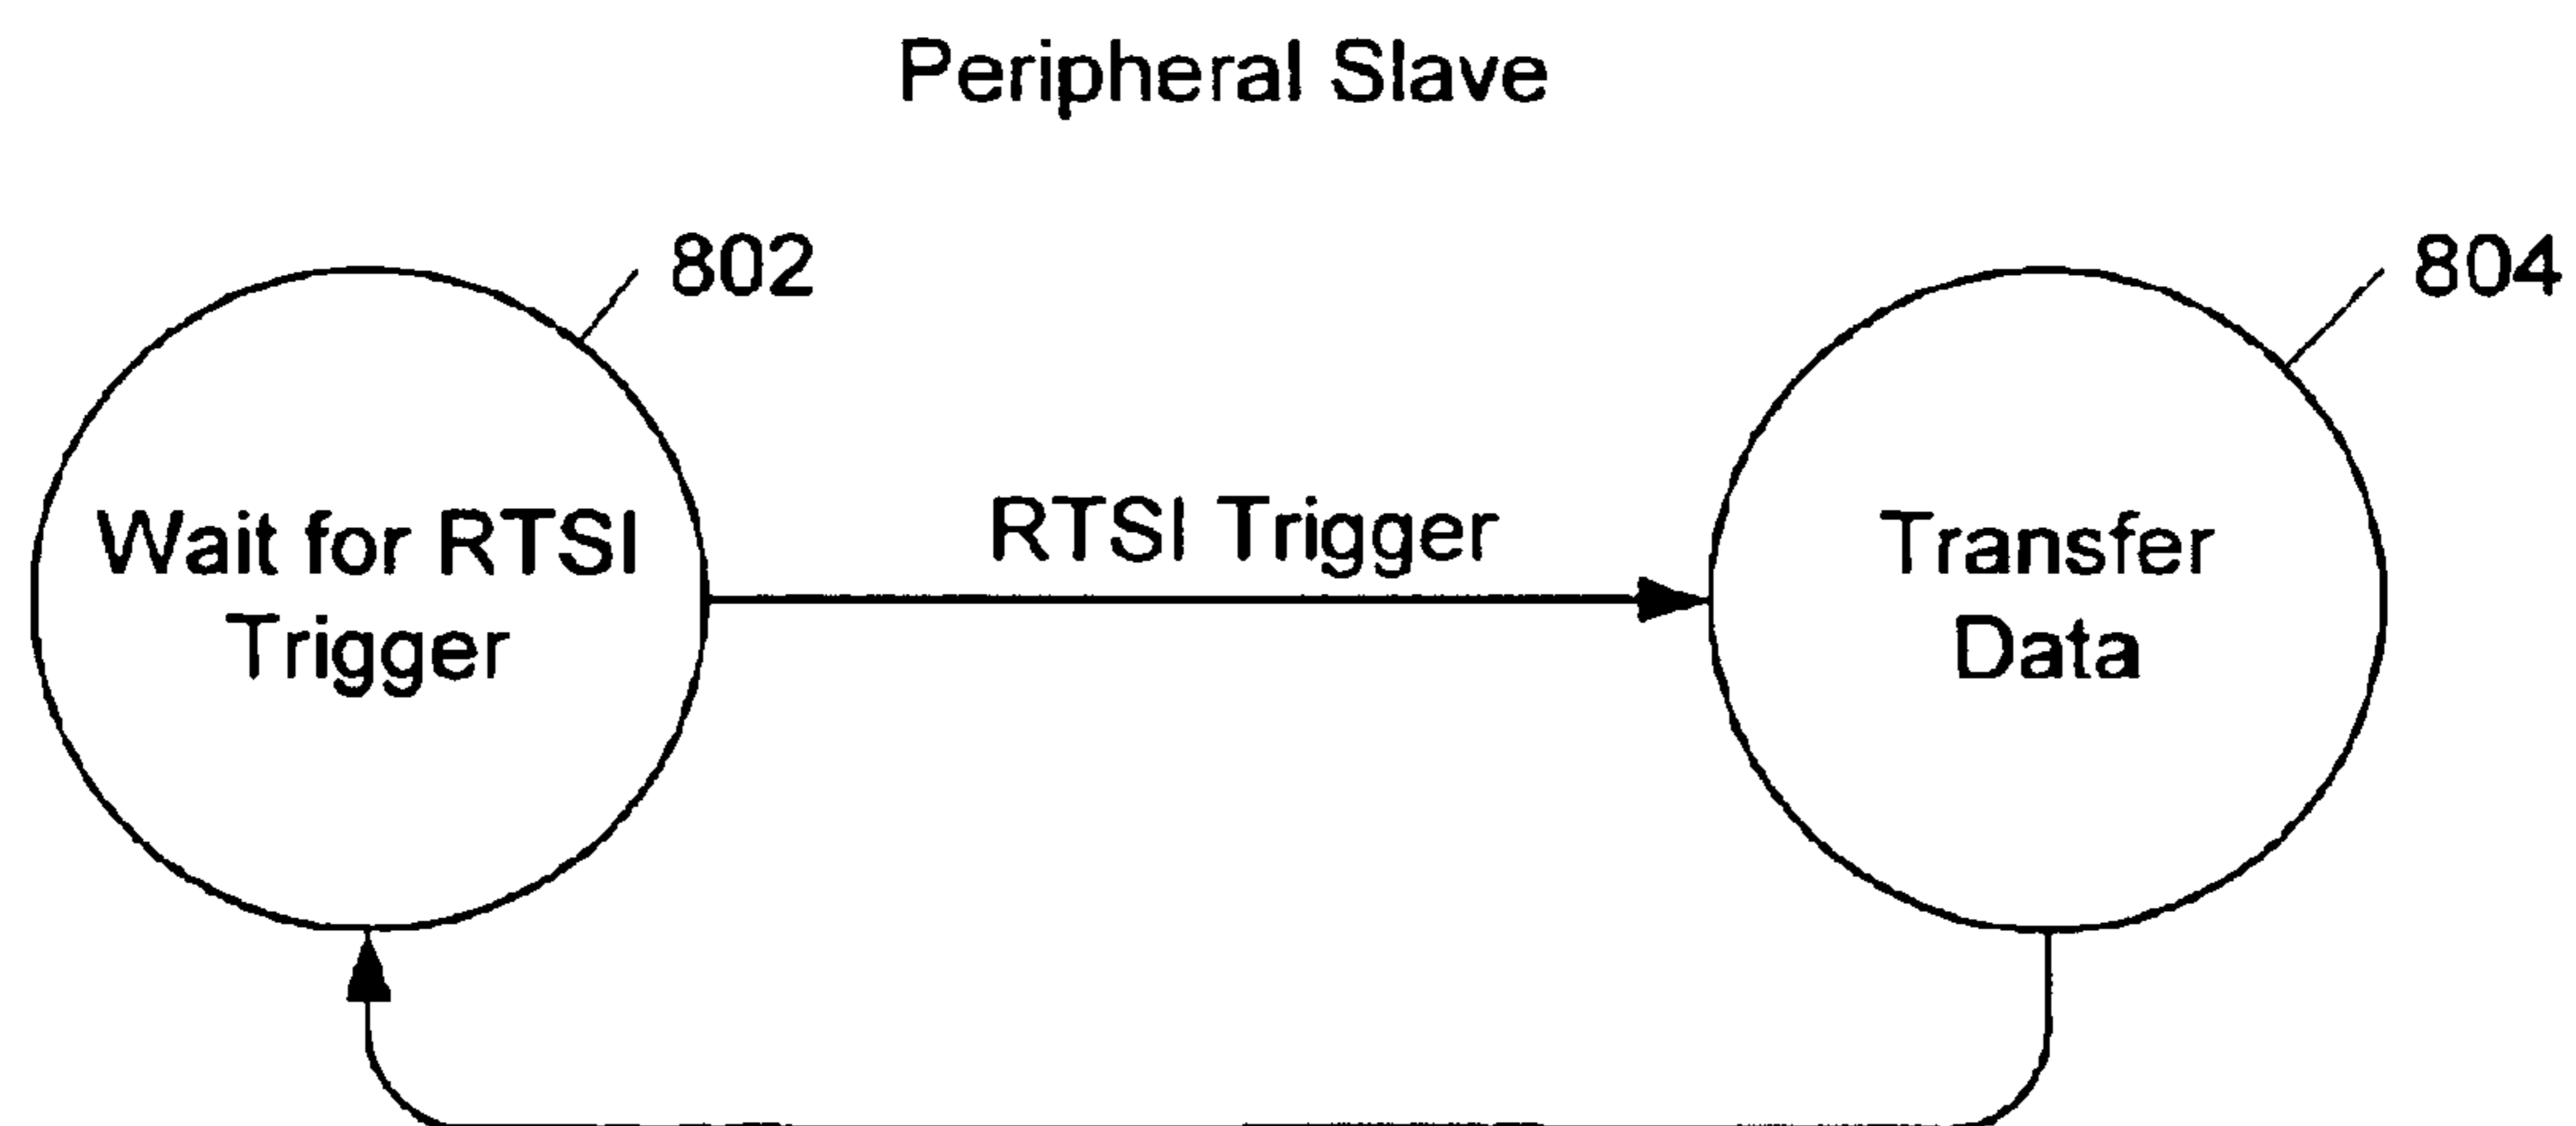 Peripheral Slave
802
804
Wait for RTSI
Trigger
RTSI Trigger
Transfer
Data